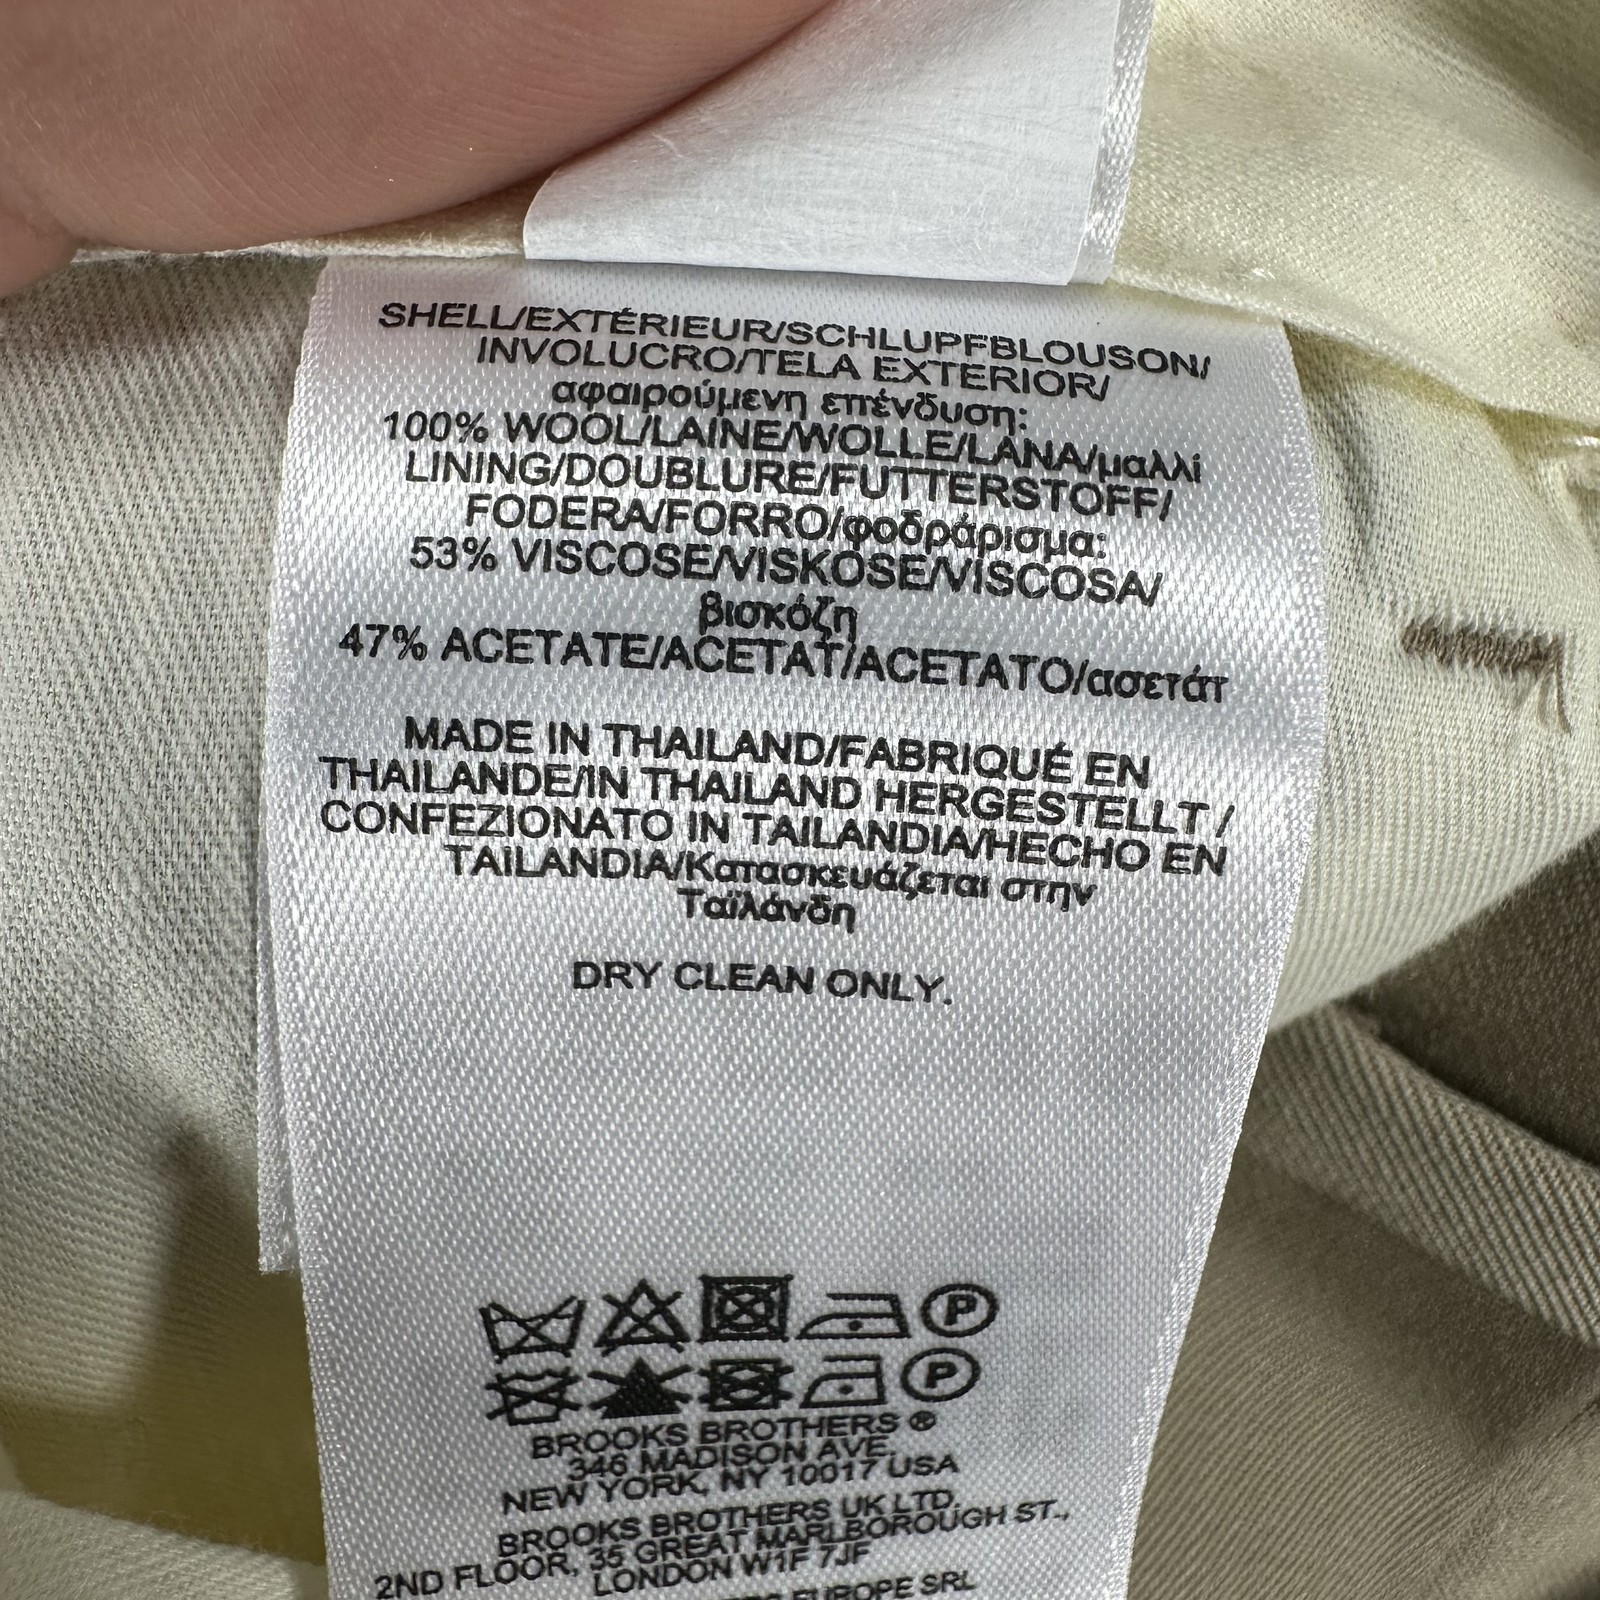 SHELL/EXTÉRIEUR/SCHLUPFBLOUSON/
INVOLUCRO/TELA EXTERIOR/
αφαιρούμενη επένδυση:
100% WOOL/LAINE/WOLLE/LANA/μαλλί
LINING/DOUBLURE/FUTTERSTOFF/
FODERA/FORRO/φοδράρισμα:
53% VISCOSE/VISKOSE/VISCOSA/
βισκόζη
47% ACETATE/ACETAT/ACETATO/ασετάτ
MADE IN THAILAND/FABRIQUÉ EN
THAILANDE/IN THAILAND HERGESTELLT /
CONFEZIONATO IN TAILANDIA/HECHO EN
TAILANDIA/Κατασκευάζεται στην
Ταϊλάνδη
DRY CLEAN ONLY.
P
P
BROOKS BROTHERS ®
346 MADISON AVE.
NEW YORK, NY 10017 USA
BROOKS BROTHERS UK LTD.
2ND FLOOR, 35 GREAT MARLBOROUGH ST.,
LONDON W1F 7JF
EUROPE SRL